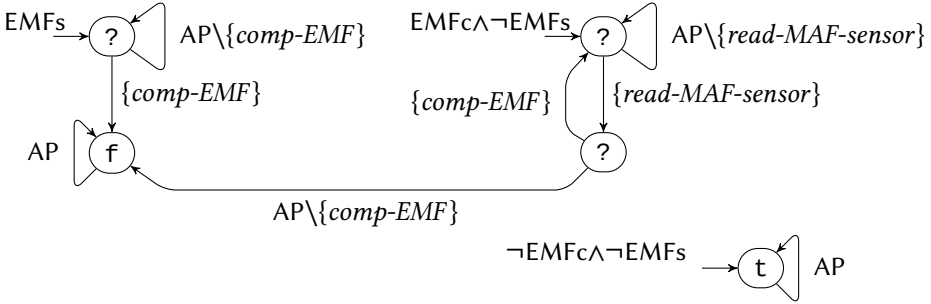 EMFs ? AP\{comp-EMF} EMFc∧¬EMFs ? AP\{read-MAF-sensor}
{comp-EMF} {comp-EMF} {read-MAF-sensor}
AP f ?
AP\{comp-EMF}
¬EMFc∧¬EMFs t AP